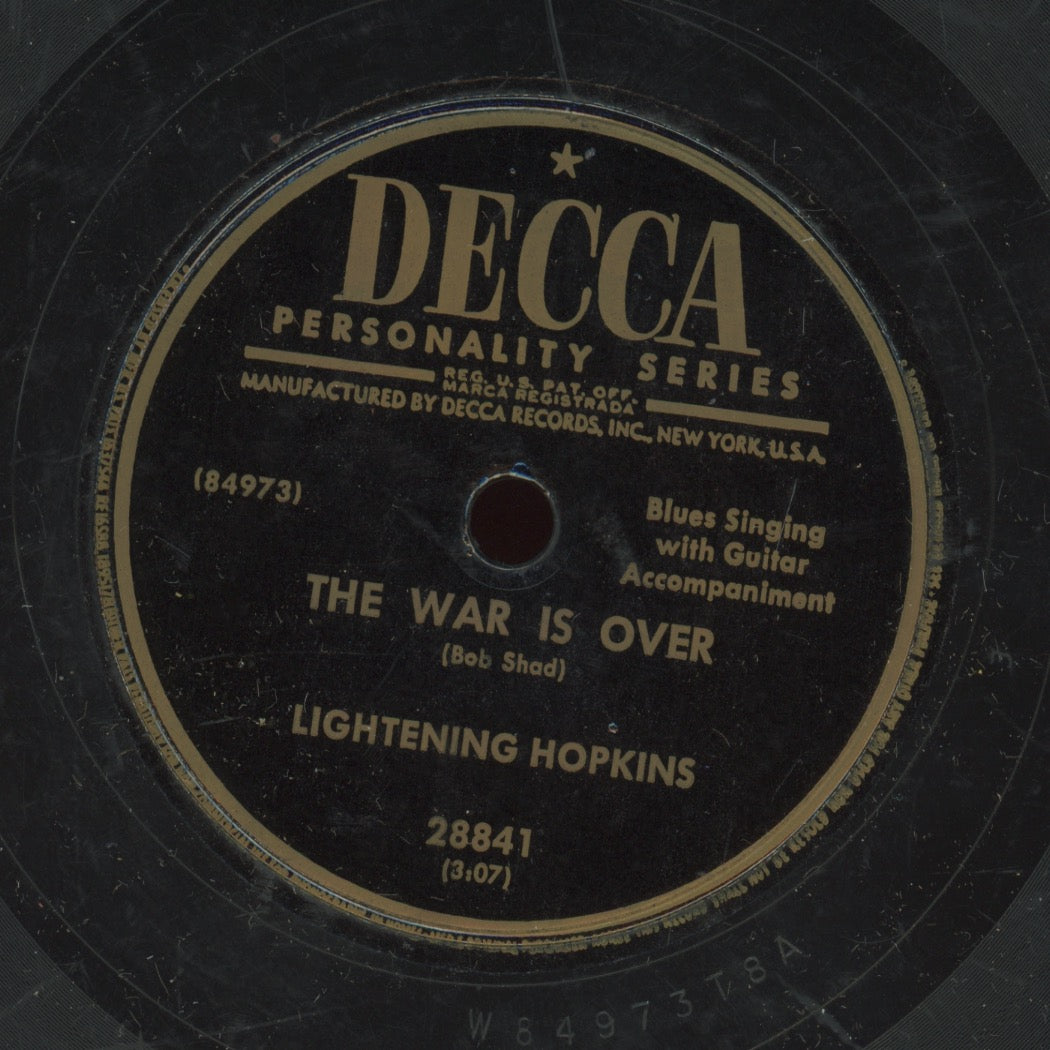 DECCA
PERSONALITY SERIES
REG. U.S. PAT. OFF.
MARCA REGISTRADA
MANUFACTURED BY DECCA RECORDS, INC., NEW YORK, U.S.A.
(84973)
Blues Singing
with Guitar
Accompaniment
THE WAR IS OVER
(Bob Shad)
LIGHTENING HOPKINS
28841
(3:07)
W84973T8A